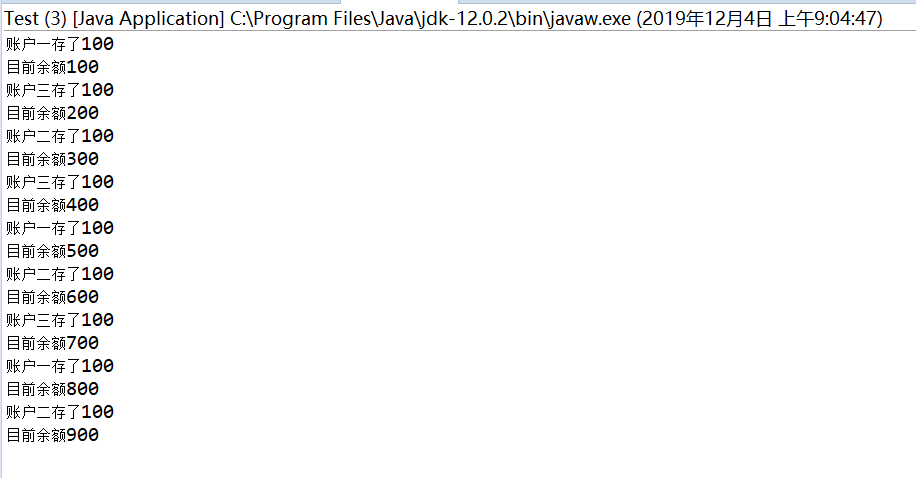 Test (3) [Java Application] C:\Program Files\Java\jdk-12.0.2\bin\javaw.exe (2019年12月4日 上午9:04:47)
账户一存了100
目前余额100
账户三存了100
目前余额200
账户二存了100
目前余额300
账户三存了100
目前余额400
账户一存了100
目前余额500
账户二存了100
目前余额600
账户三存了100
目前余额700
账户一存了100
目前余额800
账户二存了100
目前余额900